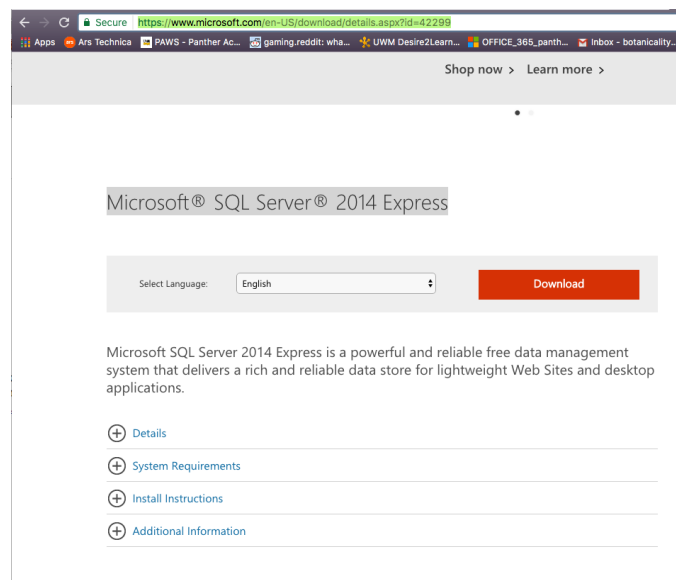 Secure https://www.microsoft.com/en-US/download/details.aspx?id=42299
Apps Ars Technica PAWS - Panther Ac... gaming.reddit: wha... UWM Desire2Learn... OFFICE_365_panth... Inbox - botanicality...
Shop now > Learn more >
Microsoft® SQL Server® 2014 Express
Select Language: English Download
Microsoft SQL Server 2014 Express is a powerful and reliable free data management
system that delivers a rich and reliable data store for lightweight Web Sites and desktop
applications.
Details
System Requirements
Install Instructions
Additional Information